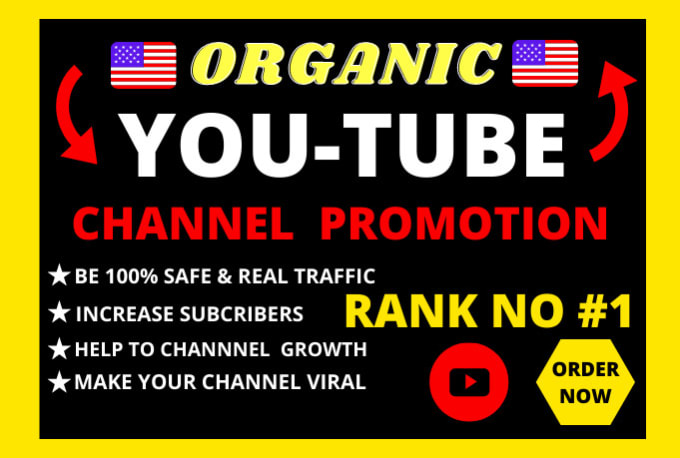 ORGANIC
YOU-TUBE
CHANNEL PROMOTION
BE 100% SAFE & REAL TRAFFIC
INCREASE SUBCRIBERS
HELP TO CHANNNEL GROWTH
MAKE YOUR CHANNEL VIRAL
RANK NO #1
ORDER
NOW